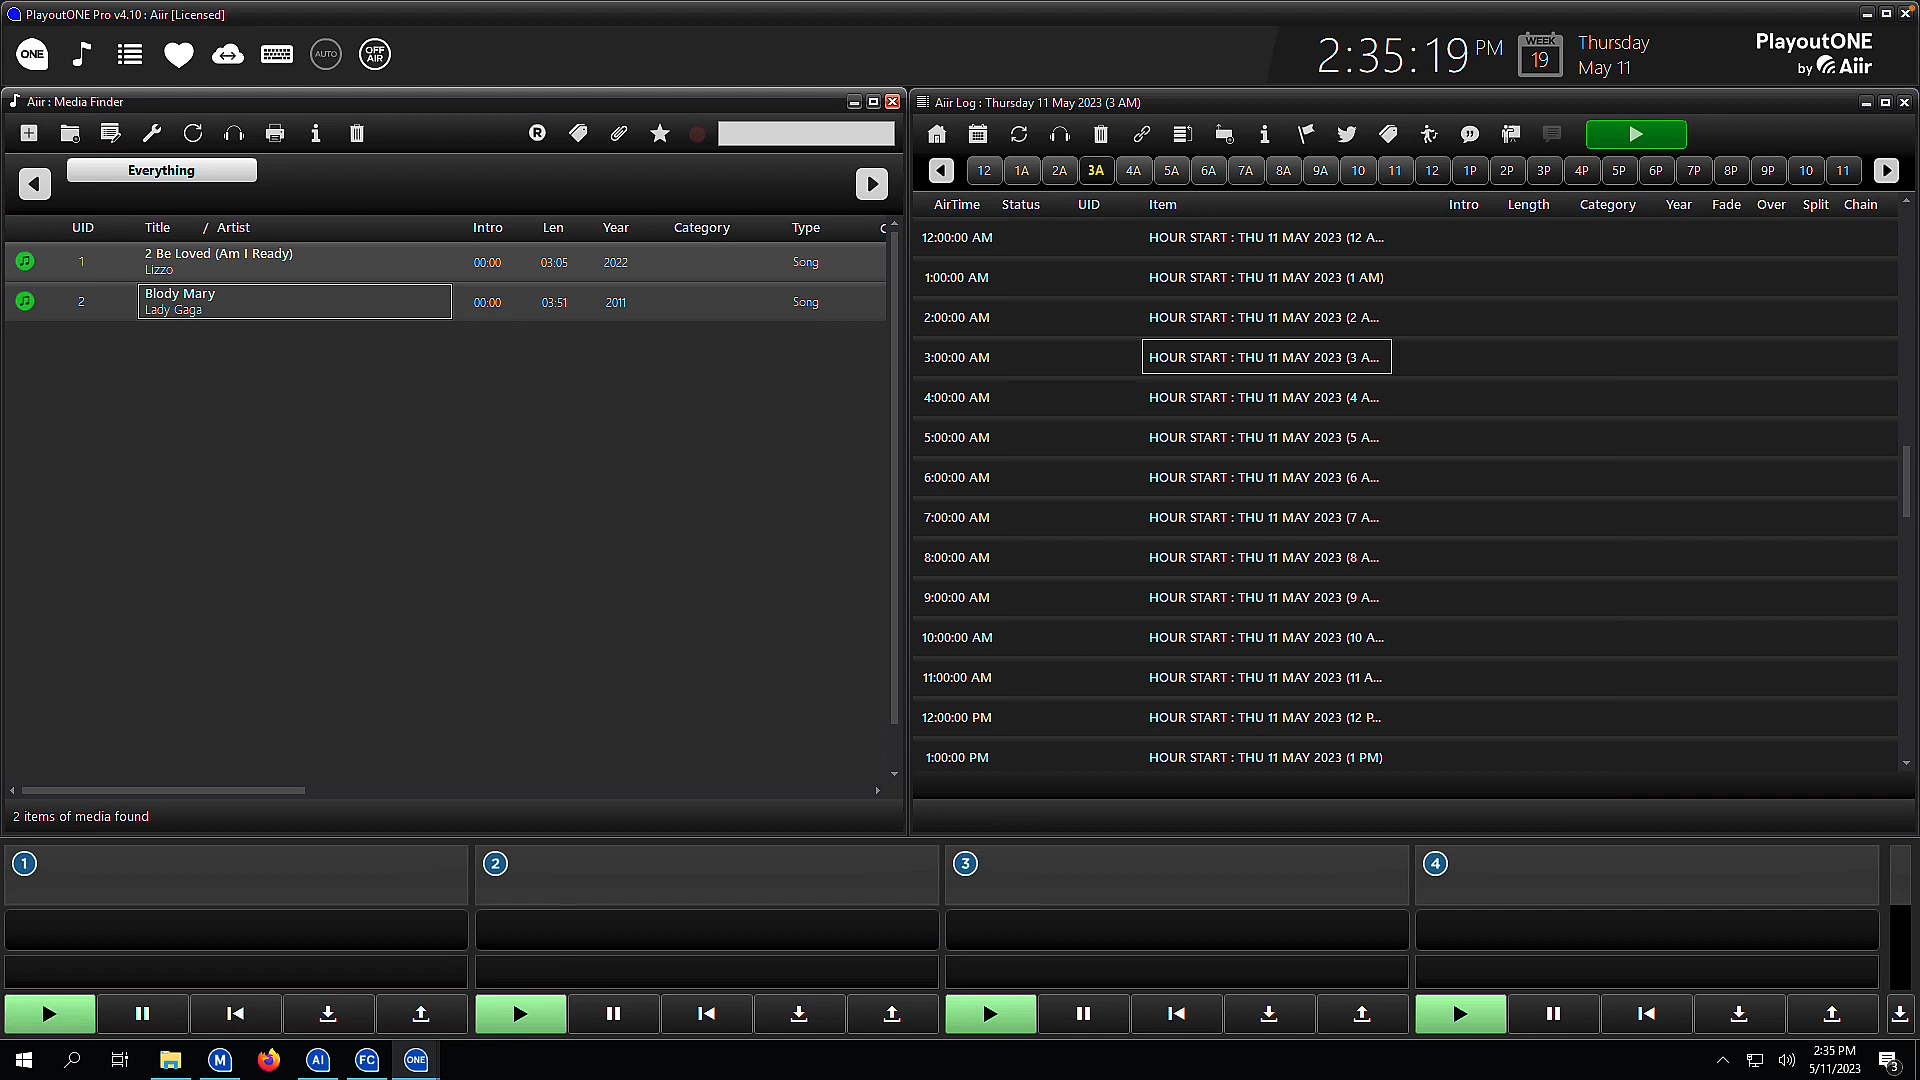 PlayoutONE Pro v4.10 : Aiir [Licensed]
ONE
AUTO
OFF AIR
2:35:19 PM
WEEK
19
Thursday
May 11
PlayoutONE
by Aiir
Aiir : Media Finder
R
Everything
UID Title / Artist Intro Len Year Category Type
1 2 Be Loved (Am I Ready) 00:00 03:05 2022 Song
Lizzo
2 Blody Mary 00:00 03:51 2011 Song
Lady Gaga
2 items of media found
Aiir Log : Thursday 11 May 2023 (3 AM)
12 1A 2A 3A 4A 5A 6A 7A 8A 9A 10 11 12 1P 2P 3P 4P 5P 6P 7P 8P 9P 10 11
AirTime Status UID Item Intro Length Category Year Fade Over Split Chain
12:00:00 AM HOUR START : THU 11 MAY 2023 (12 A...
1:00:00 AM HOUR START : THU 11 MAY 2023 (1 AM)
2:00:00 AM HOUR START : THU 11 MAY 2023 (2 A...
3:00:00 AM HOUR START : THU 11 MAY 2023 (3 A...
4:00:00 AM HOUR START : THU 11 MAY 2023 (4 A...
5:00:00 AM HOUR START : THU 11 MAY 2023 (5 A...
6:00:00 AM HOUR START : THU 11 MAY 2023 (6 A...
7:00:00 AM HOUR START : THU 11 MAY 2023 (7 A...
8:00:00 AM HOUR START : THU 11 MAY 2023 (8 A...
9:00:00 AM HOUR START : THU 11 MAY 2023 (9 A...
10:00:00 AM HOUR START : THU 11 MAY 2023 (10 A...
11:00:00 AM HOUR START : THU 11 MAY 2023 (11 A...
12:00:00 PM HOUR START : THU 11 MAY 2023 (12 P...
1:00:00 PM HOUR START : THU 11 MAY 2023 (1 PM)
1 2 3 4
M AI FC ONE
2:35 PM
5/11/2023
3